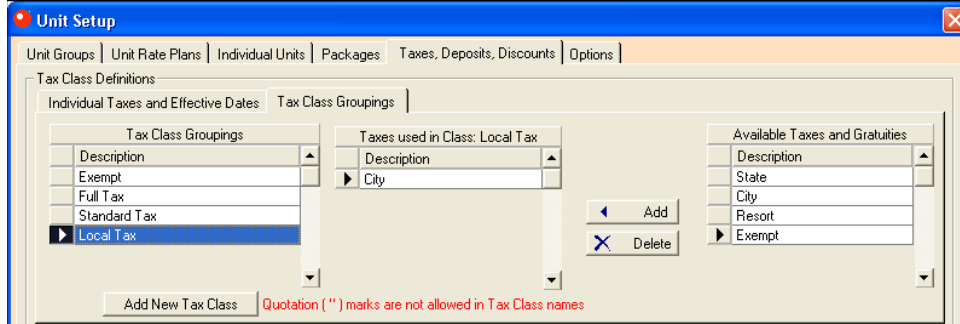 Unit Setup
Unit Groups Unit Rate Plans Individual Units Packages Taxes, Deposits, Discounts Options
Tax Class Definitions
Individual Taxes and Effective Dates Tax Class Groupings
Tax Class Groupings
Description
Exempt
Full Tax
Standard Tax
Local Tax
Add New Tax Class
Taxes used in Class: Local Tax
Description
City
Add
Delete
Available Taxes and Gratuities
Description
State
City
Resort
Exempt
Quotation ( " ) marks are not allowed in Tax Class names